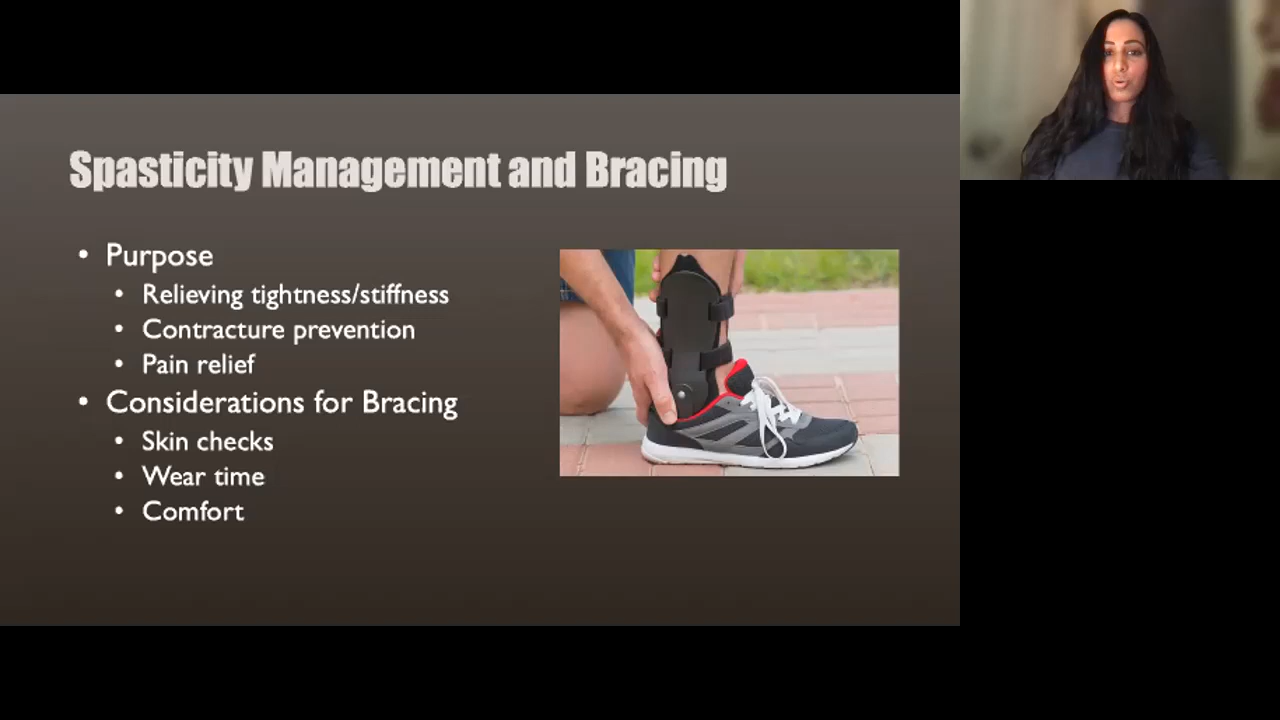 Spasticity Management and Bracing
• Purpose
• Relieving tightness/stiffness
• Contracture prevention
• Pain relief
• Considerations for Bracing
• Skin checks
• Wear time
• Comfort